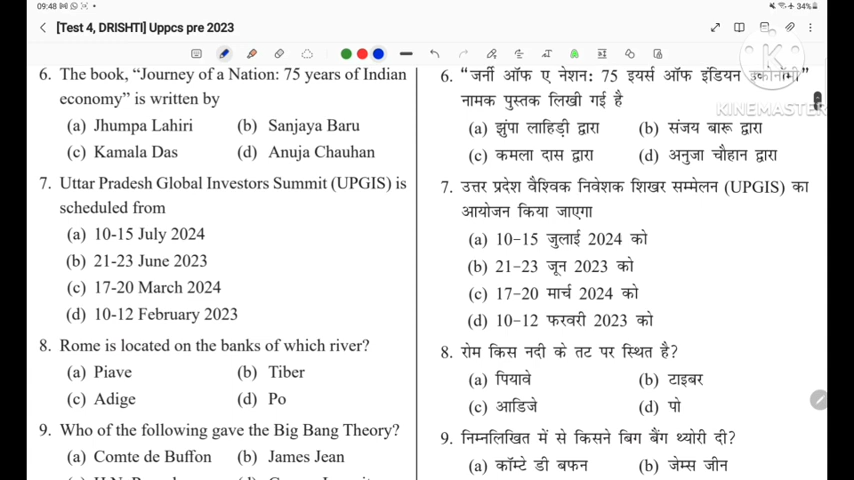 09:48
34%
[Test 4, DRISHTI] Uppcs pre 2023
KINEMASTER
6. The book, “Journey of a Nation: 75 years of Indian
economy” is written by
(a) Jhumpa Lahiri (b) Sanjaya Baru
(c) Kamala Das (d) Anuja Chauhan
7. Uttar Pradesh Global Investors Summit (UPGIS) is
scheduled from
(a) 10-15 July 2024
(b) 21-23 June 2023
(c) 17-20 March 2024
(d) 10-12 February 2023
8. Rome is located on the banks of which river?
(a) Piave (b) Tiber
(c) Adige (d) Po
9. Who of the following gave the Big Bang Theory?
(a) Comte de Buffon (b) James Jean
6. “जर्नी ऑफ ए नेशन: 75 इयर्स ऑफ इंडियन इकोनॉमी”
नामक पुस्तक लिखी गई है
(a) झुंपा लाहिड़ी द्वारा (b) संजय बारू द्वारा
(c) कमला दास द्वारा (d) अनुजा चौहान द्वारा
7. उत्तर प्रदेश वैश्विक निवेशक शिखर सम्मेलन (UPGIS) का
आयोजन किया जाएगा
(a) 10-15 जुलाई 2024 को
(b) 21-23 जून 2023 को
(c) 17-20 मार्च 2024 को
(d) 10-12 फरवरी 2023 को
8. रोम किस नदी के तट पर स्थित है?
(a) पियावे (b) टाइबर
(c) आडिजे (d) पो
9. निम्नलिखित में से किसने बिग बैंग थ्योरी दी?
(a) कॉम्टे डी बफन (b) जेम्स जीन